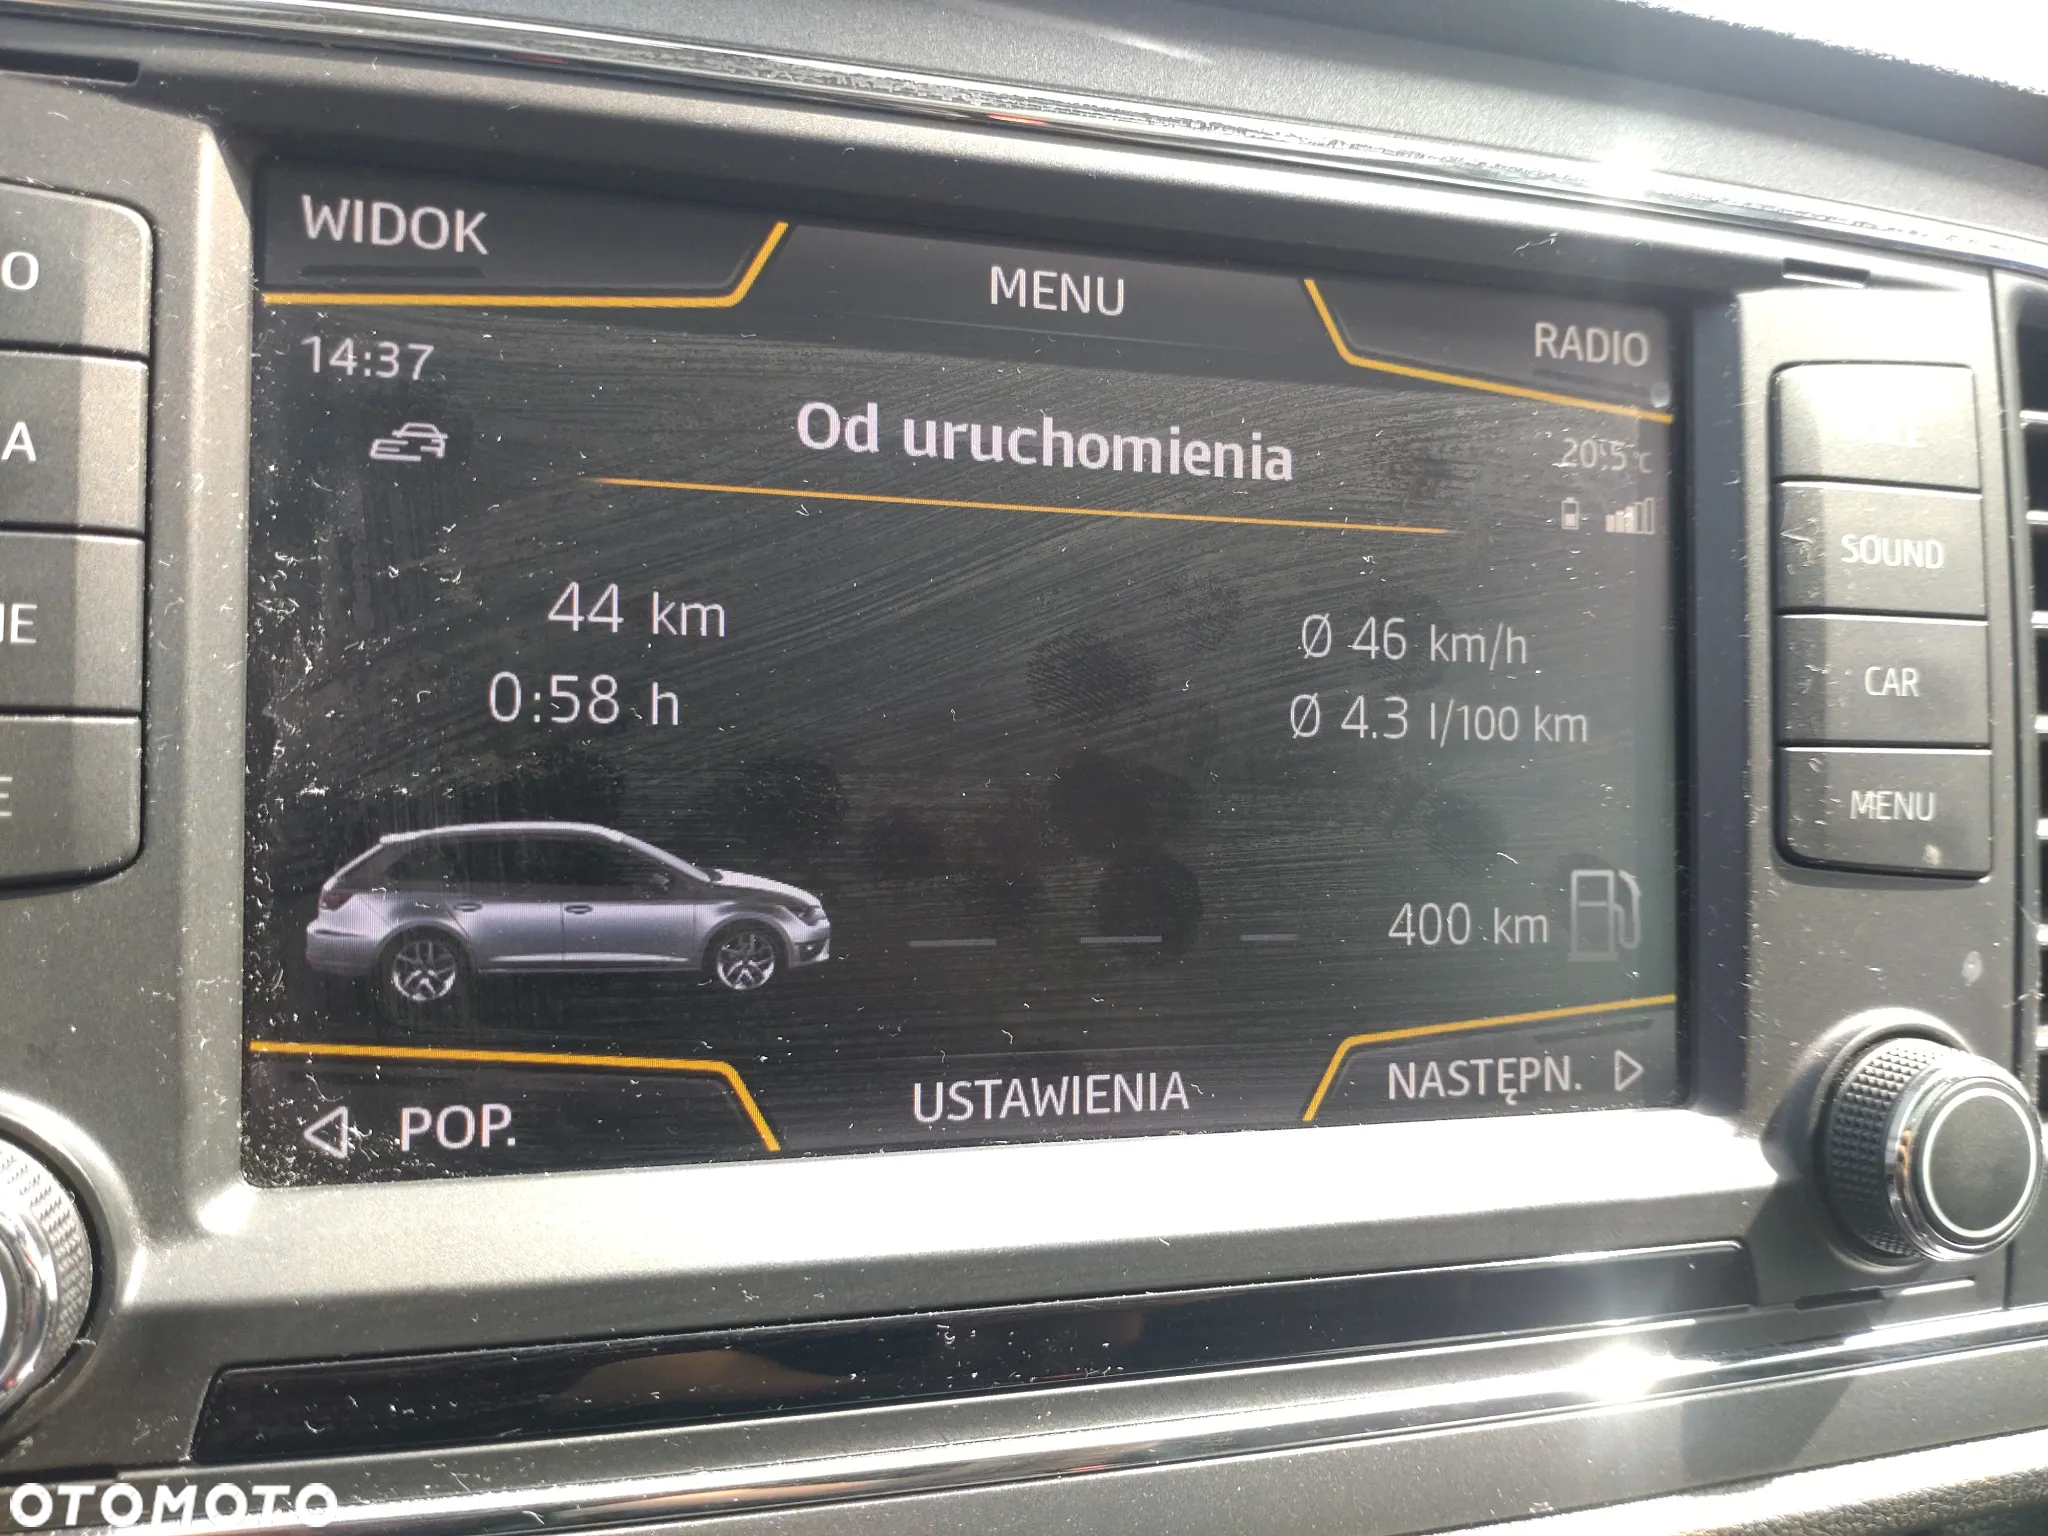 WIDOK
MENU
RADIO
14:37
Od uruchomienia
20.5 °C
44 km
Ø 46 km/h
0:58 h
Ø 4.3 l/100 km
400 km
POP.
USTAWIENIA
NASTĘPN.
O
A
JE
E
SOUND
CAR
MENU
OTOMOTO